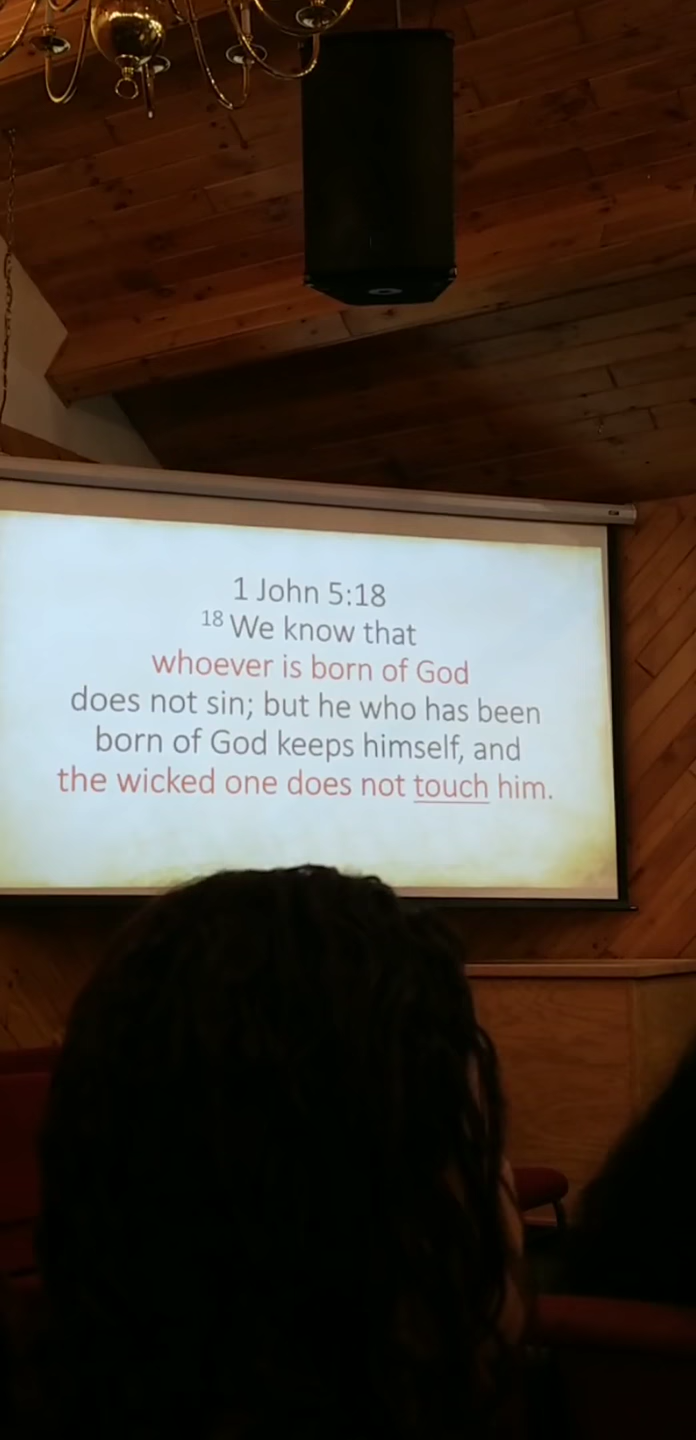 1 John 5:18
18 We know that
whoever is born of God
does not sin; but he who has been
born of God keeps himself, and
the wicked one does not touch him.